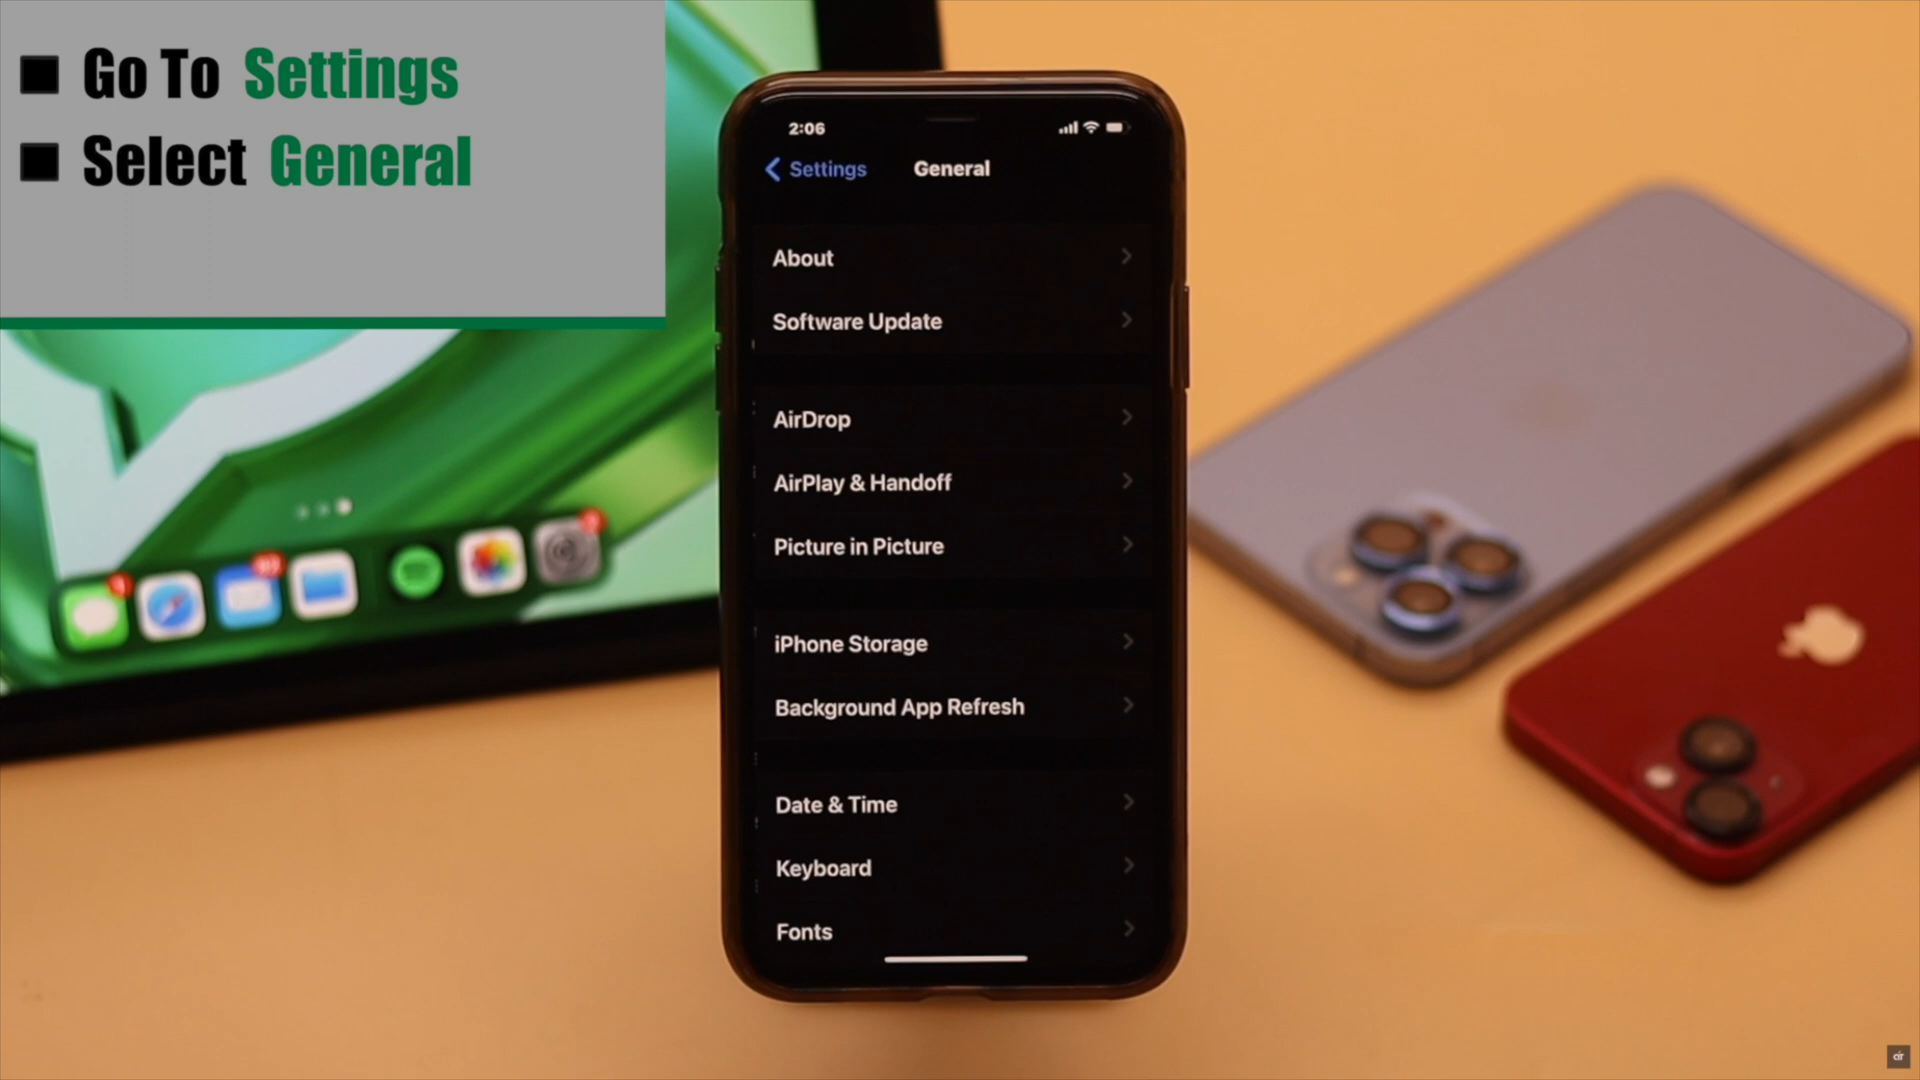 ■ Go To Settings
■ Select General
2:06
Settings
General
About
Software Update
AirDrop
AirPlay & Handoff
Picture in Picture
iPhone Storage
Background App Refresh
Date & Time
Keyboard
Fonts
cir